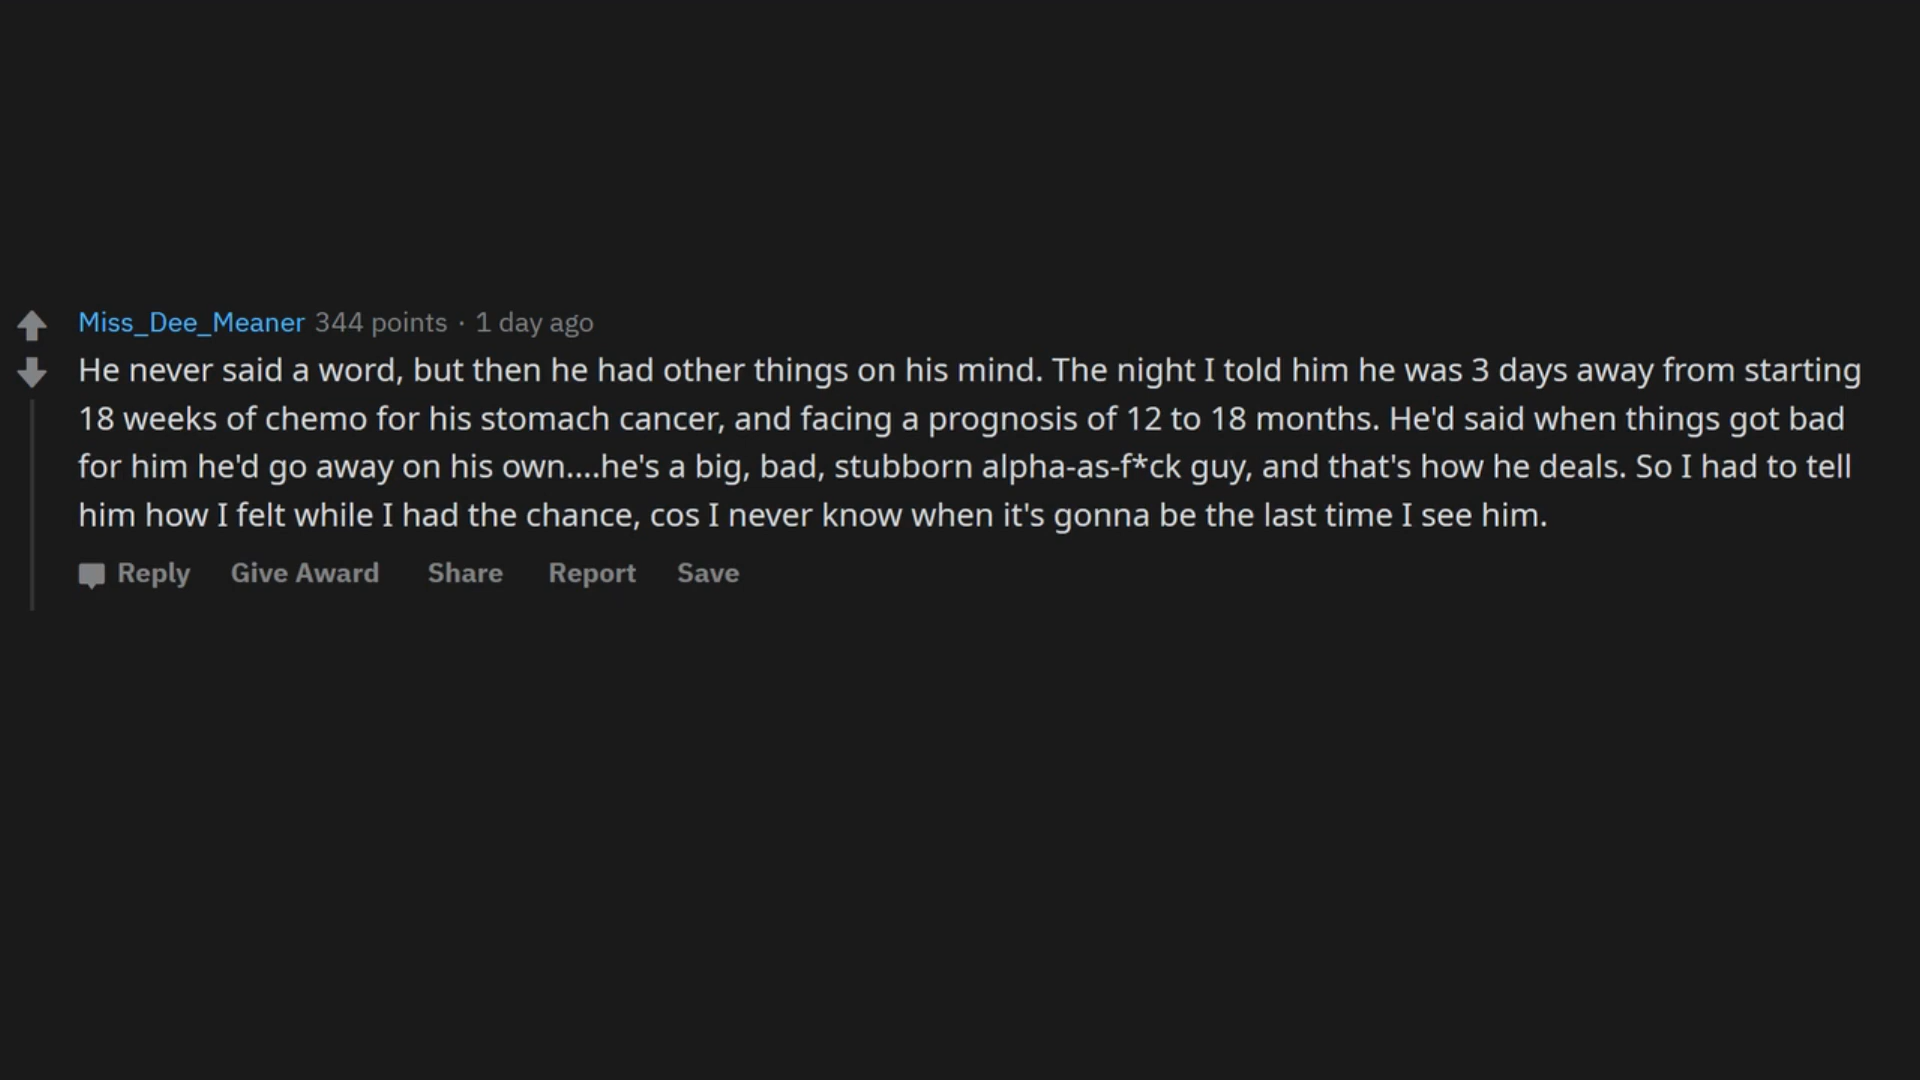 Miss_Dee_Meaner 344 points · 1 day ago
He never said a word, but then he had other things on his mind. The night I told him he was 3 days away from starting
18 weeks of chemo for his stomach cancer, and facing a prognosis of 12 to 18 months. He'd said when things got bad
for him he'd go away on his own....he's a big, bad, stubborn alpha-as-f*ck guy, and that's how he deals. So I had to tell
him how I felt while I had the chance, cos I never know when it's gonna be the last time I see him.
Reply Give Award Share Report Save